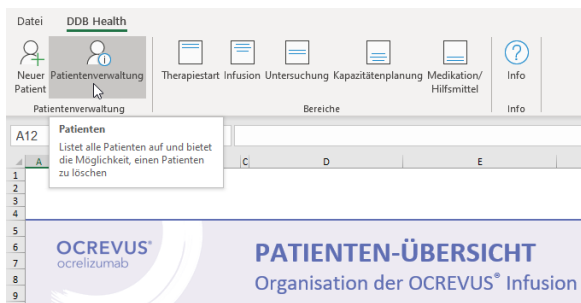 Datei DDB Health
Neuer Patientenverwaltung Therapiestart Infusion Untersuchung Kapazitätenplanung Medikation/ Info
Patient Hilfsmittel
Patientenverwaltung Bereiche Info
A12
Patienten
Listet alle Patienten auf und bietet
die Möglichkeit, einen Patienten
zu löschen
A C D E
1
2
3
4
5
6
7
8
9
OCREVUS®
ocrelizumab
PATIENTEN-ÜBERSICHT
Organisation der OCREVUS® Infusion